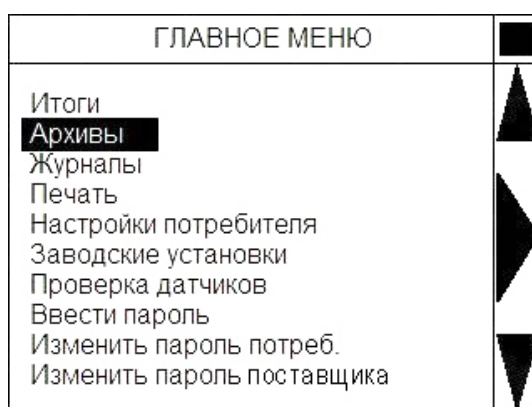 ГЛАВНОЕ МЕНЮ
Итоги
Архивы
Журналы
Печать
Настройки потребителя
Заводские установки
Проверка датчиков
Ввести пароль
Изменить пароль потреб.
Изменить пароль поставщика